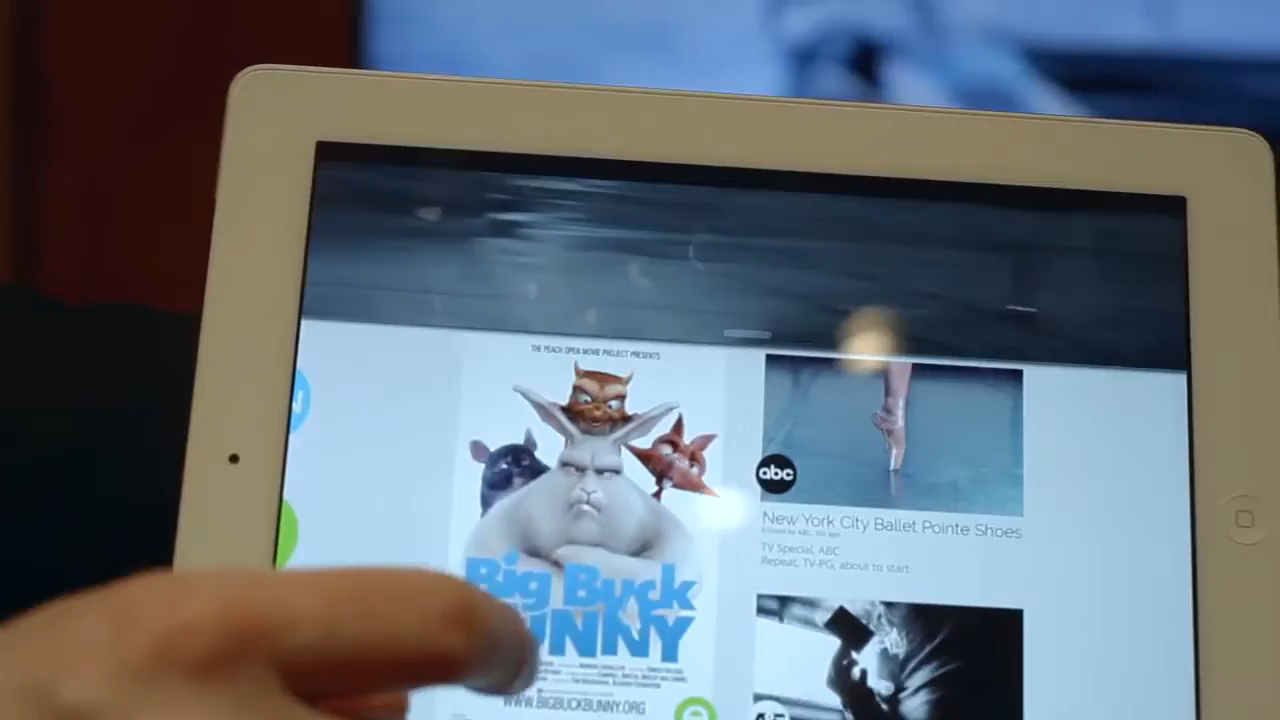 THE PEACH OPEN MOVIE PROJECT PRESENTS
Big Buck
BUNNY
WWW.BIGBUCKBUNNY.ORG
abc
New York City Ballet Pointe Shoes
TV Special, ABC
Repeat, TV-PG, about to start